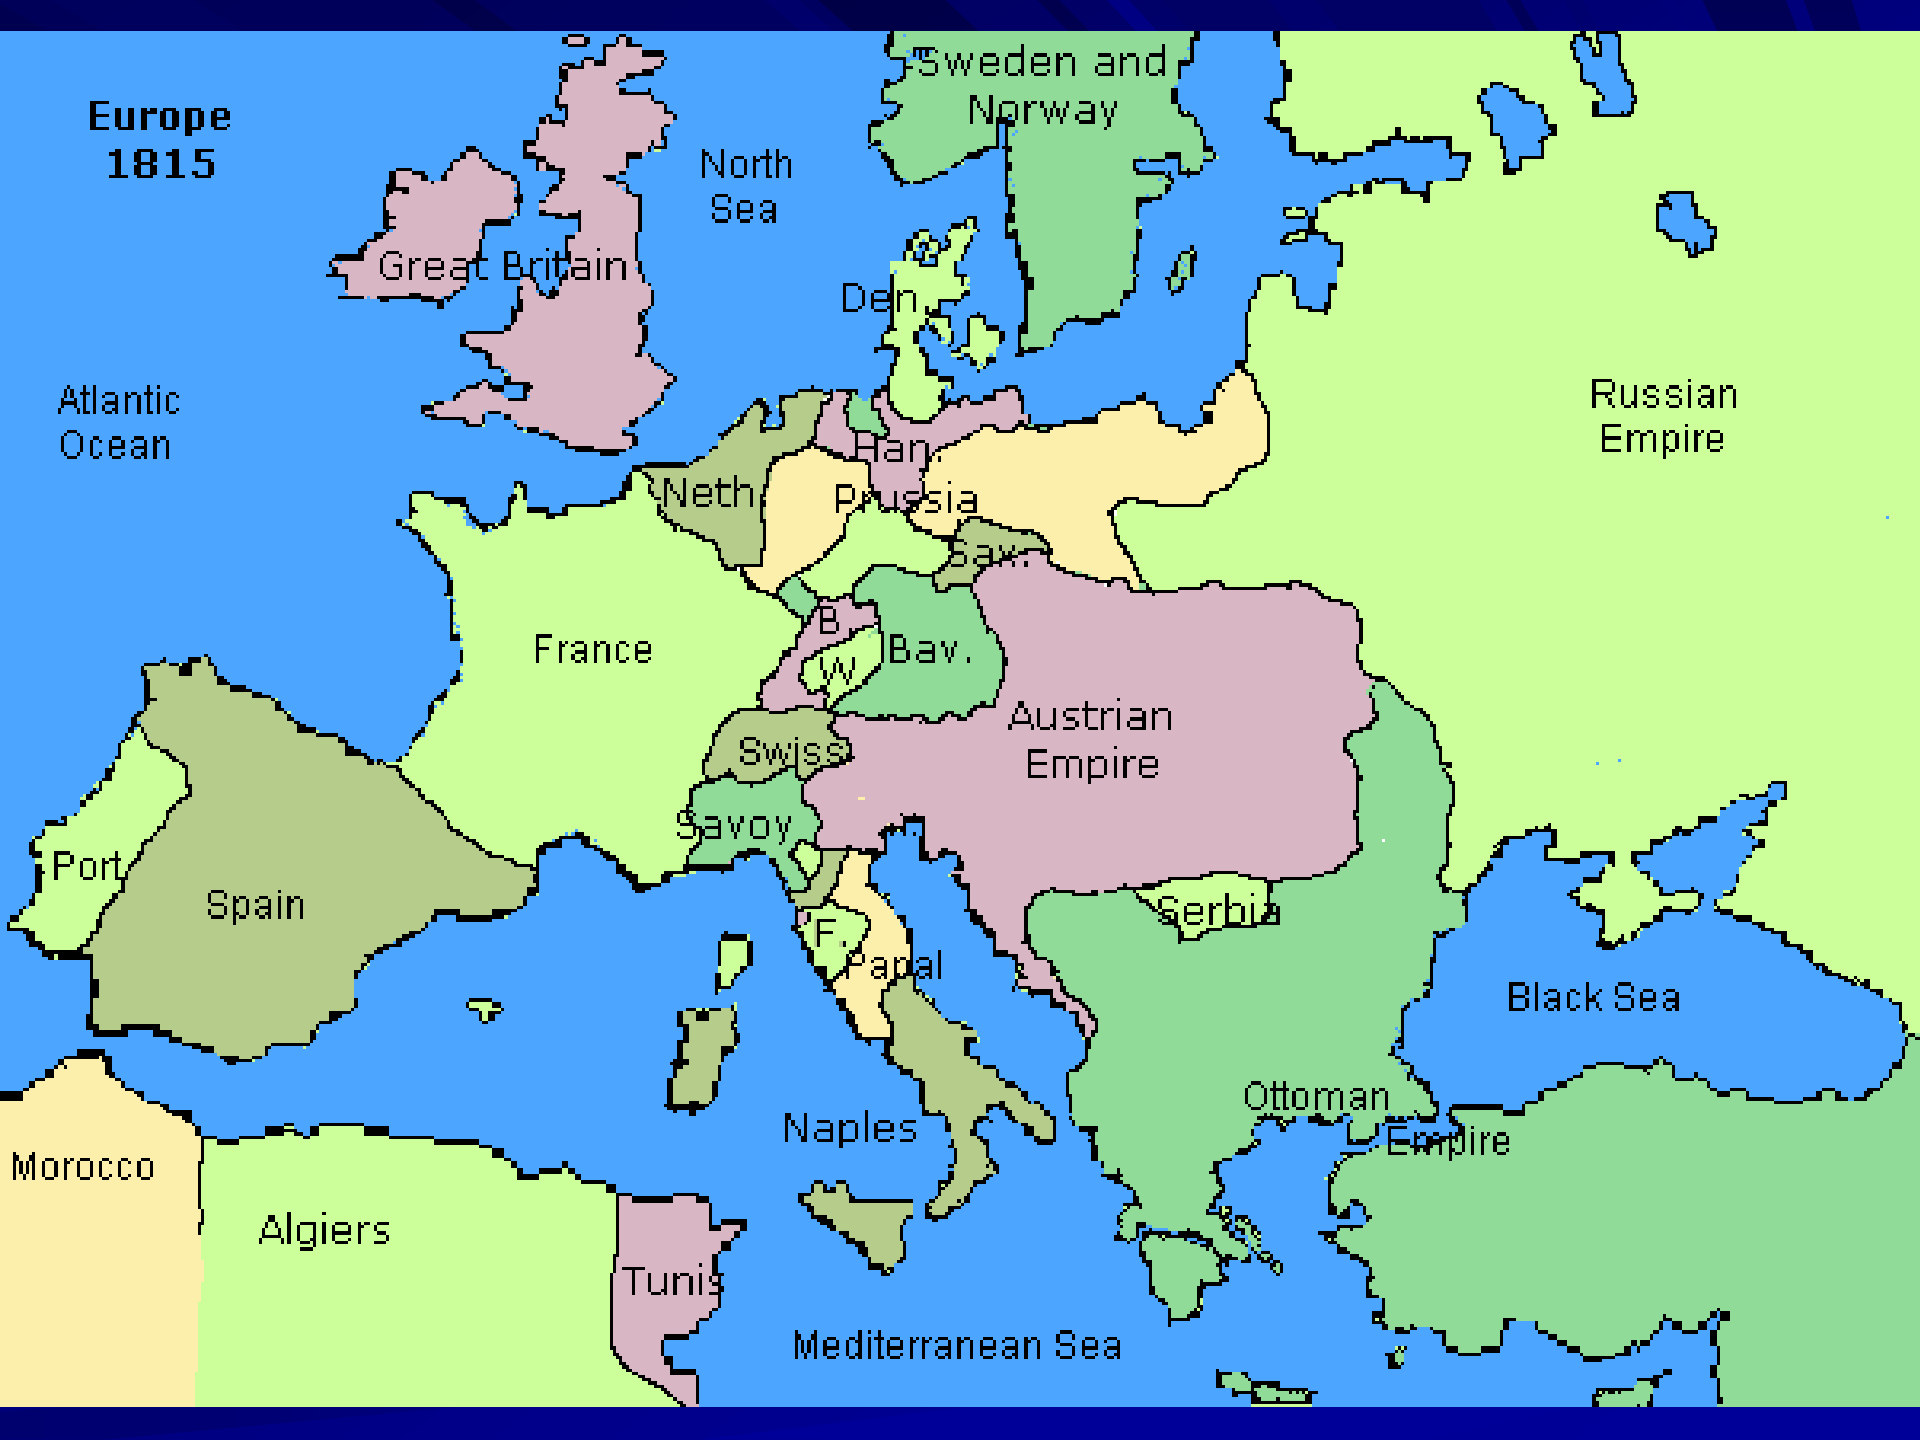 Europe
1815
Sweden and
Norway
North
Sea
Great Britain
Den.
Atlantic
Ocean
Russian
Empire
Han.
Neth.
Prussia
Sax.
B.
France
Bav.
W
Austrian
Empire
Swiss
Savoy
Port.
Spain
Serbia
F.
Papal
Black Sea
Ottoman
Empire
Naples
Morocco
Algiers
Tunis
Mediterranean Sea